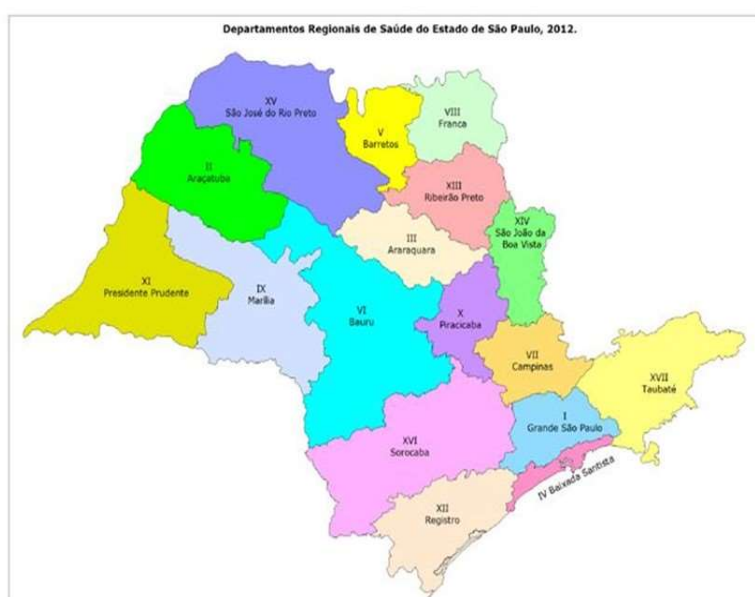 Departamentos Regionais de Saúde do Estado de São Paulo, 2012.
XV
São José do Rio Preto
V
Barretos
VIII
Franca
II
Araçatuba
XIII
Ribeirão Preto
XIV
São João da
Boa Vista
III
Araraquara
XI
Presidente Prudente
IX
Marília
VI
Bauru
X
Piracicaba
VII
Campinas
XVII
Taubaté
I
Grande São Paulo
XVI
Sorocaba
IV Baixada Santista
XII
Registro